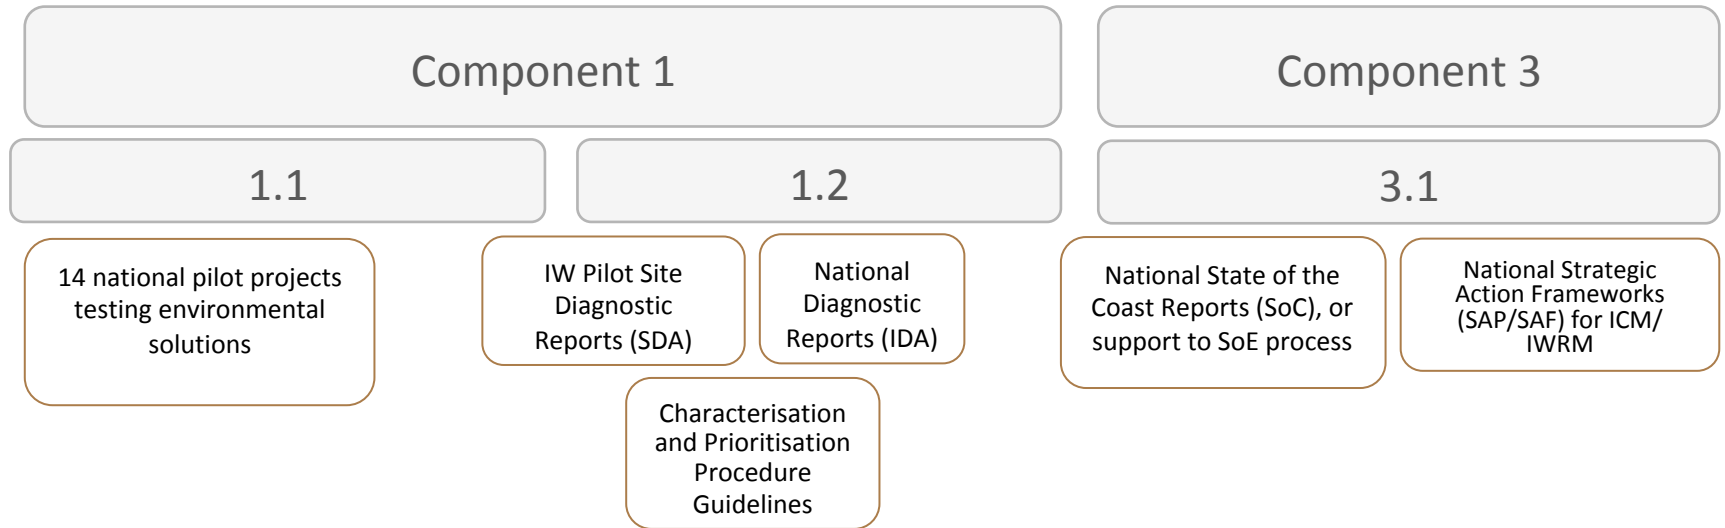 Component 1
Component 3
1.1
1.2
3.1
14 national pilot projects
testing environmental
solutions
IW Pilot Site
Diagnostic
Reports (SDA)
National
Diagnostic
Reports (IDA)
Characterisation
and Prioritisation
Procedure
Guidelines
National State of the
Coast Reports (SoC), or
support to SoE process
National Strategic
Action Frameworks
(SAP/SAF) for ICM/
IWRM